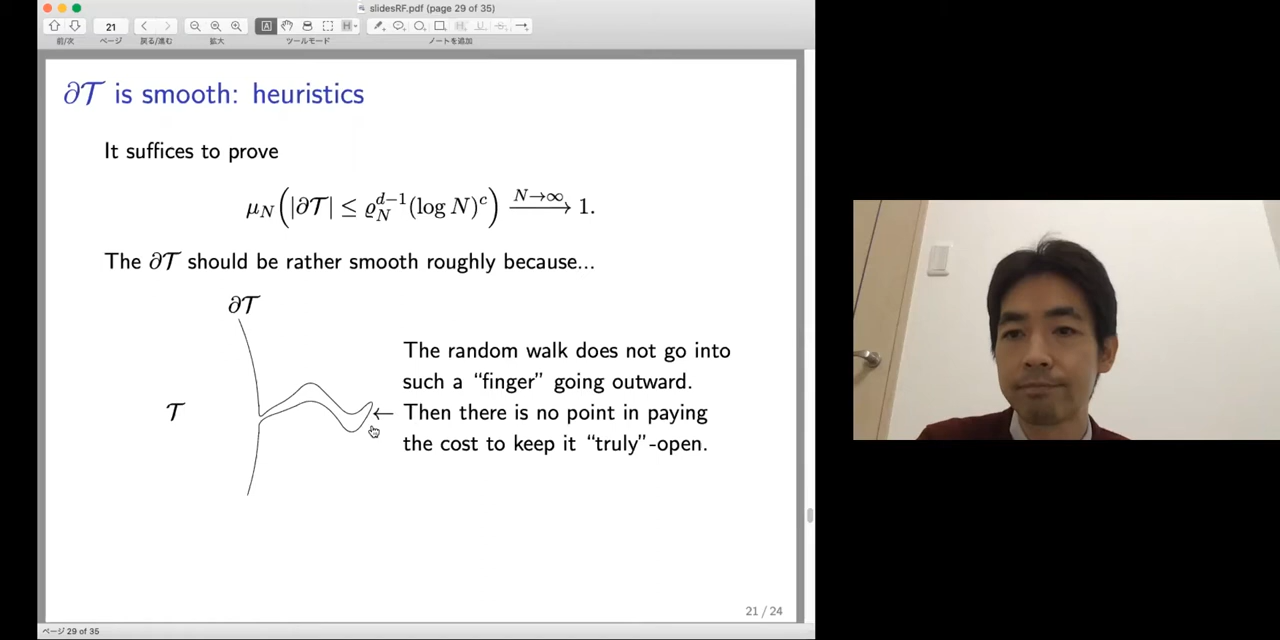 slidesRF.pdf (page 29 of 35)
21
前/次 ページ 戻る/進む 拡大 ツールモード ノートを追加
∂𝒯 is smooth: heuristics
It suffices to prove
μ_N(|∂𝒯| ≤ ϱ_N^{d−1}(log N)^c) —N→∞→ 1.
The ∂𝒯 should be rather smooth roughly because...
∂𝒯
The random walk does not go into
such a “finger” going outward.
𝒯 ← Then there is no point in paying
the cost to keep it “truly”-open.
21 / 24
ページ 29 of 35